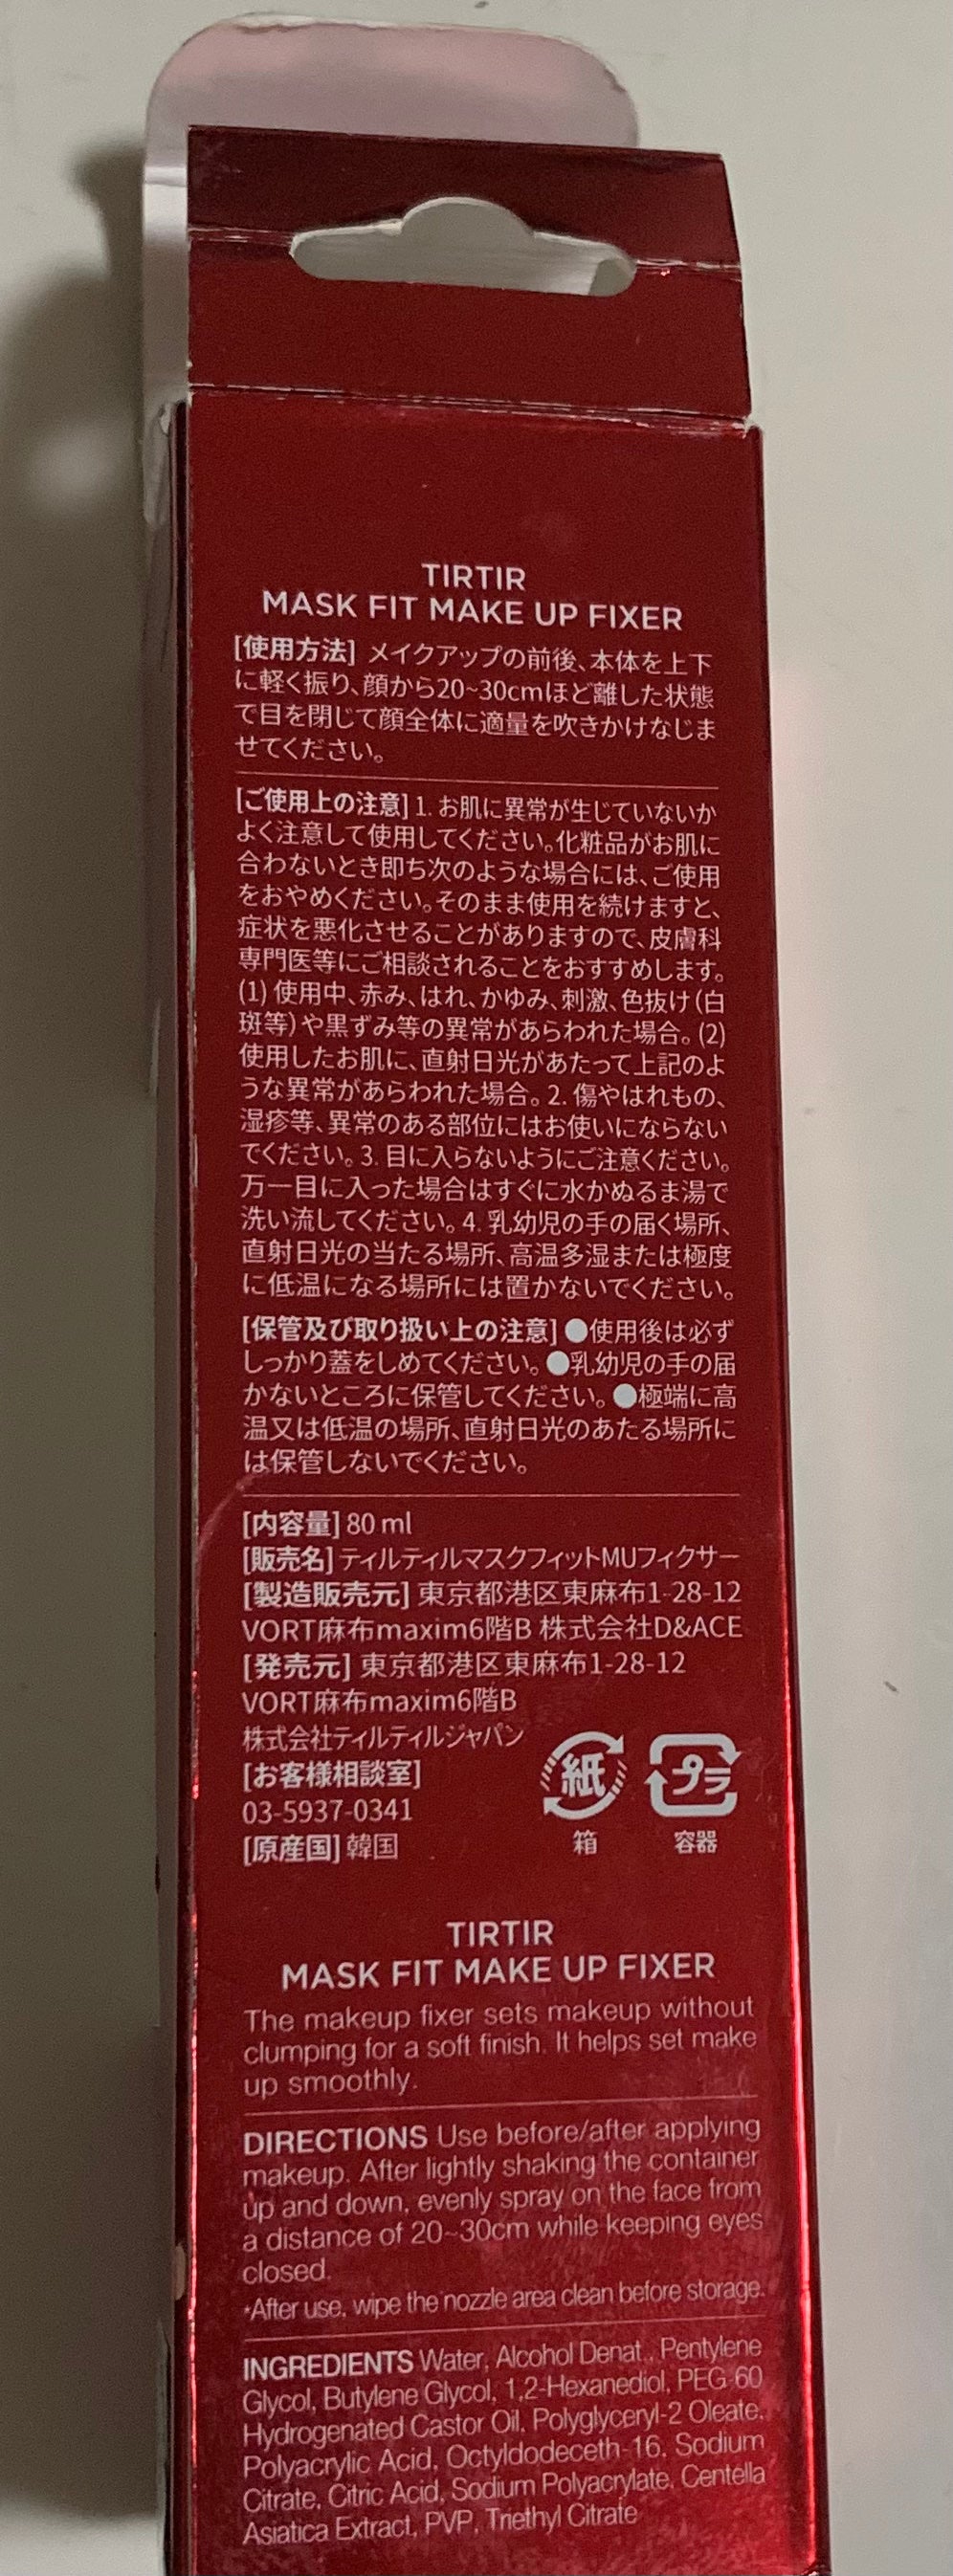 TIRTIR
MASK FIT MAKE UP FIXER
[使用方法] メイクアップの前後、本体を上下
に軽く振り、顔から20~30cmほど離した状態
で目を閉じて顔全体に適量を吹きかけなじま
せてください。
[ご使用上の注意] 1. お肌に異常が生じていないか
よく注意して使用してください。化粧品がお肌に
合わないとき即ち次のような場合には、ご使用
をおやめください。そのまま使用を続けますと、
症状を悪化させることがありますので、皮膚科
専門医等にご相談されることをおすすめします。
(1) 使用中、赤み、はれ、かゆみ、刺激、色抜け(白
斑等)や黒ずみ等の異常があらわれた場合。(2)
使用したお肌に、直射日光があたって上記のよ
うな異常があらわれた場合。2. 傷やはれもの、
湿疹等、異常のある部位にはお使いにならない
でください。3. 目に入らないようにご注意ください。
万一目に入った場合はすぐに水かぬるま湯で
洗い流してください。4. 乳幼児の手の届く場所、
直射日光の当たる場所、高温多湿または極度
に低温になる場所には置かないでください。
[保管及び取り扱い上の注意] ●使用後は必ず
しっかり蓋をしめてください。●乳幼児の手の届
かないところに保管してください。●極端に高
温又は低温の場所、直射日光のあたる場所に
は保管しないでください。
[内容量] 80 ml
[販売名] ティルティルマスクフィットMUフィクサー
[製造販売元] 東京都港区東麻布1-28-12
VORT麻布maxim6階B 株式会社D&ACE
[発売元] 東京都港区東麻布1-28-12
VORT麻布maxim6階B
株式会社ティルティルジャパン
[お客様相談室]
03-5937-0341
[原産国] 韓国
紙 プラ
箱 容器
TIRTIR
MASK FIT MAKE UP FIXER
The makeup fixer sets makeup without
clumping for a soft finish. It helps set make
up smoothly.
DIRECTIONS Use before/after applying
makeup. After lightly shaking the container
up and down, evenly spray on the face from
a distance of 20~30cm while keeping eyes
closed.
*After use, wipe the nozzle area clean before storage.
INGREDIENTS Water, Alcohol Denat., Pentylene
Glycol, Butylene Glycol, 1,2-Hexanediol, PEG-60
Hydrogenated Castor Oil, Polyglyceryl-2 Oleate,
Polyacrylic Acid, Octyldodeceth-16, Sodium
Citrate, Citric Acid, Sodium Polyacrylate, Centella
Asiatica Extract, PVP, Triethyl Citrate